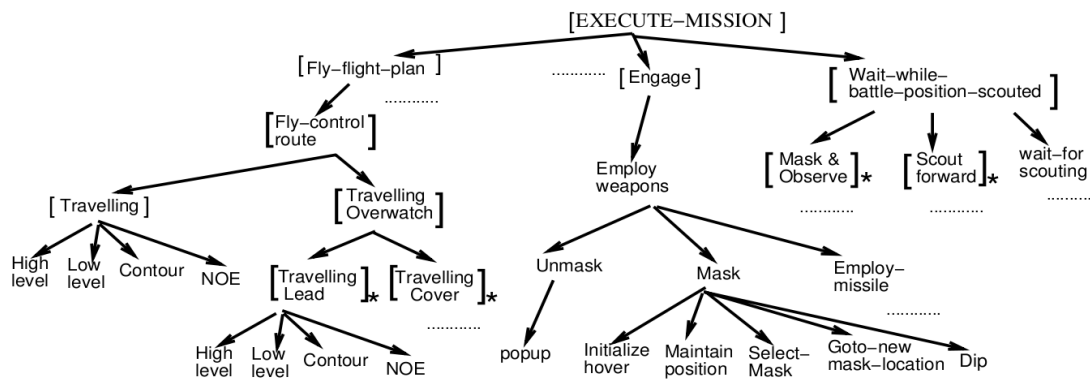 [EXECUTE−MISSION ]
[Fly−flight−plan]
............
[Engage]
[Wait−while−
battle−position−scouted]
............
[Fly−control
route]
Employ
weapons
[Mask &
Observe]*
[Scout
forward]*
wait−for
scouting
............
............
............
[Travelling]
[Travelling
Overwatch]
High
level
Low
level
Contour
NOE
[Travelling
Lead]*
[Travelling
Cover]*
............
Unmask
Mask
Employ−
missile
............
High
level
Low
level
Contour
NOE
popup
Initialize
hover
Maintain
position
Select−
Mask
Goto−new
mask−location
Dip